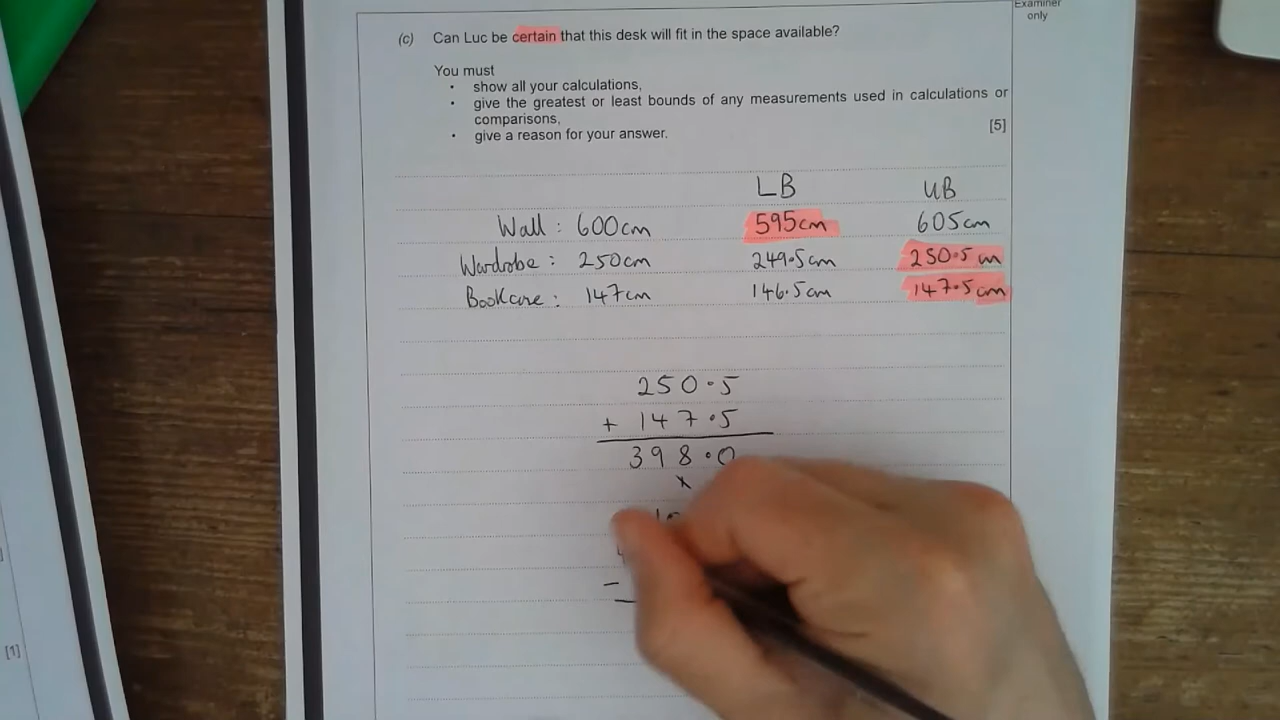 Examiner
only
(c) Can Luc be certain that this desk will fit in the space available?
You must
• show all your calculations,
• give the greatest or least bounds of any measurements used in calculations or
comparisons,
• give a reason for your answer.
[5]
LB UB
Wall : 600cm 595cm 605cm
Wardrobe : 250cm 249.5cm 250.5 cm
Bookcase : 147cm 146.5cm 147.5cm
250.5
+ 147.5
398.0
x
-
[1]